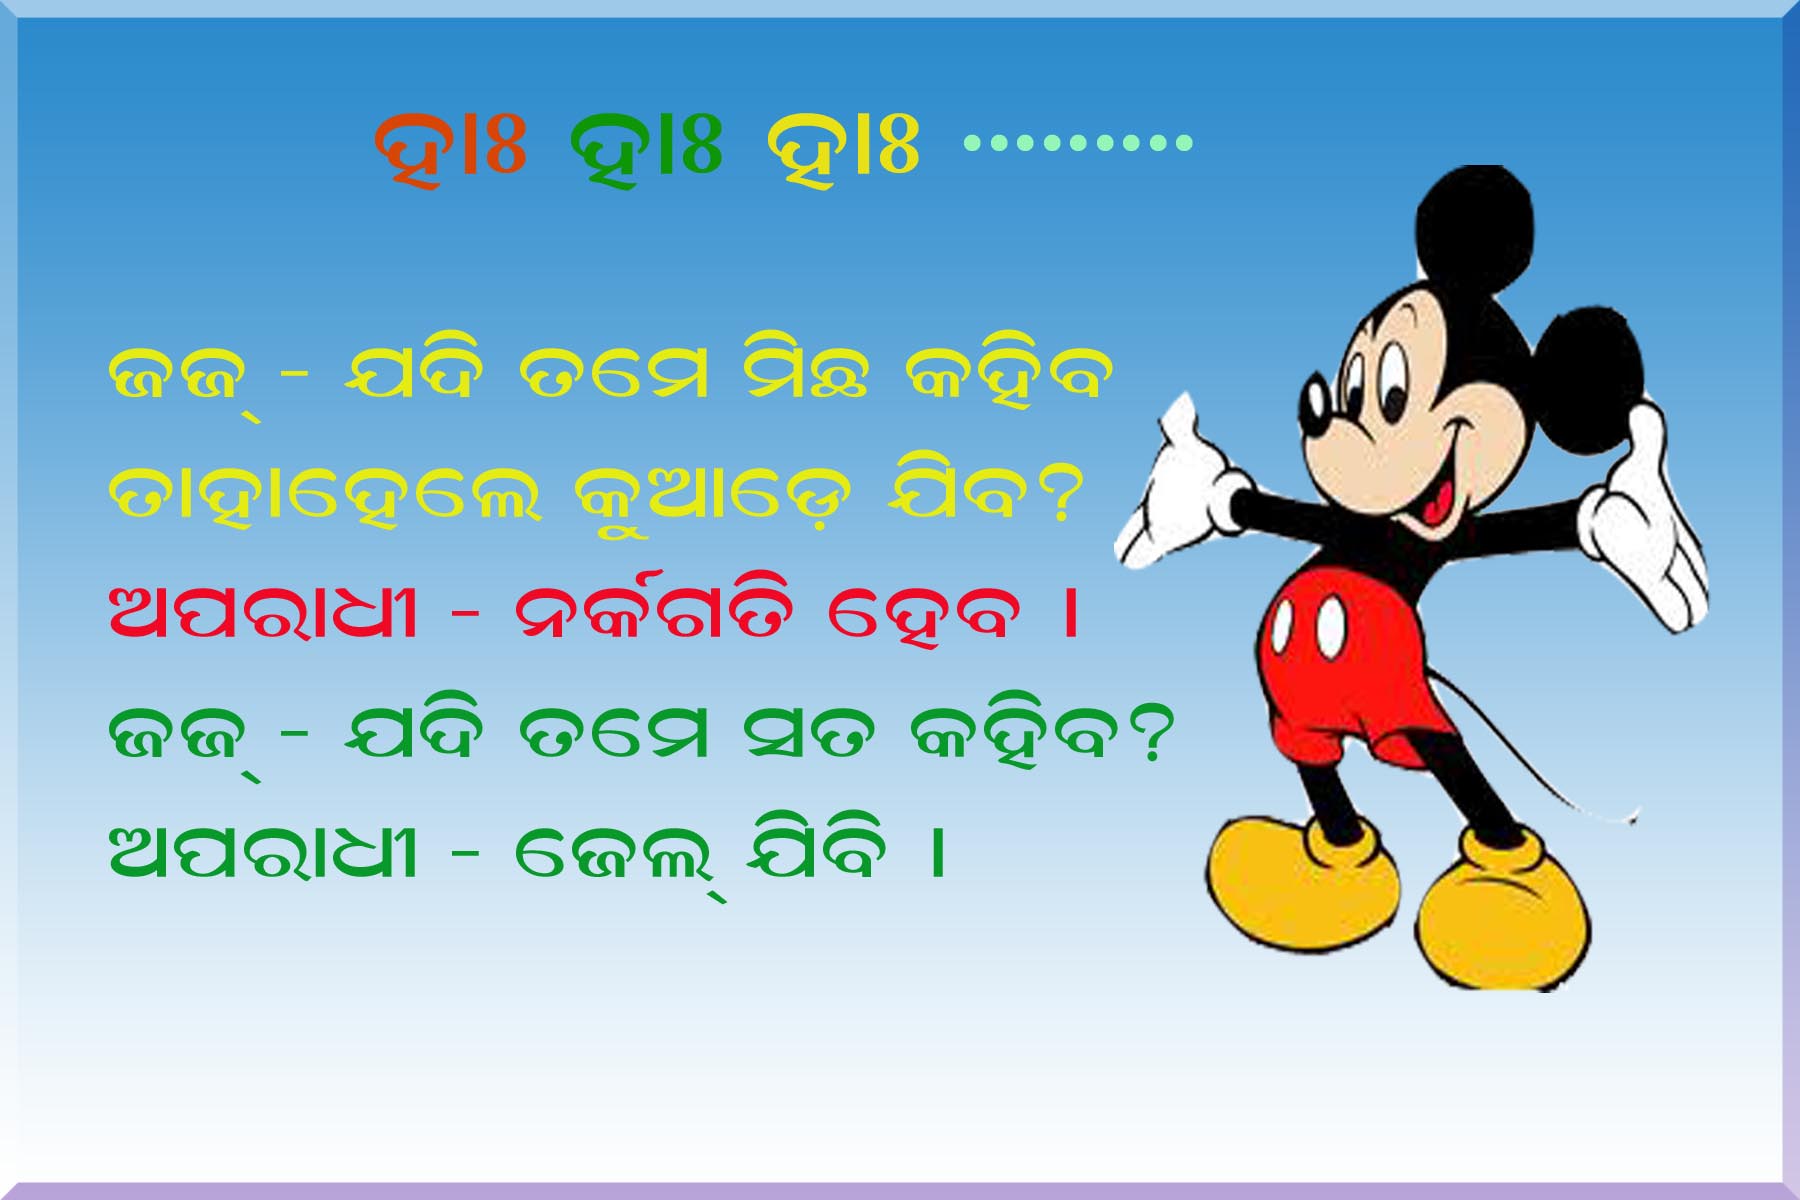 ହାଃ ହାଃ ହାଃ .........
ଜଜ୍ - ଯଦି ତମେ ମିଛ କହିବ
ତାହାହେଲେ କୁଆଡ଼େ ଯିବ?
ଅପରାଧୀ - ନର୍କଗତି ହେବ ।
ଜଜ୍ - ଯଦି ତମେ ସତ କହିବ?
ଅପରାଧୀ - ଜେଲ୍ ଯିବି ।